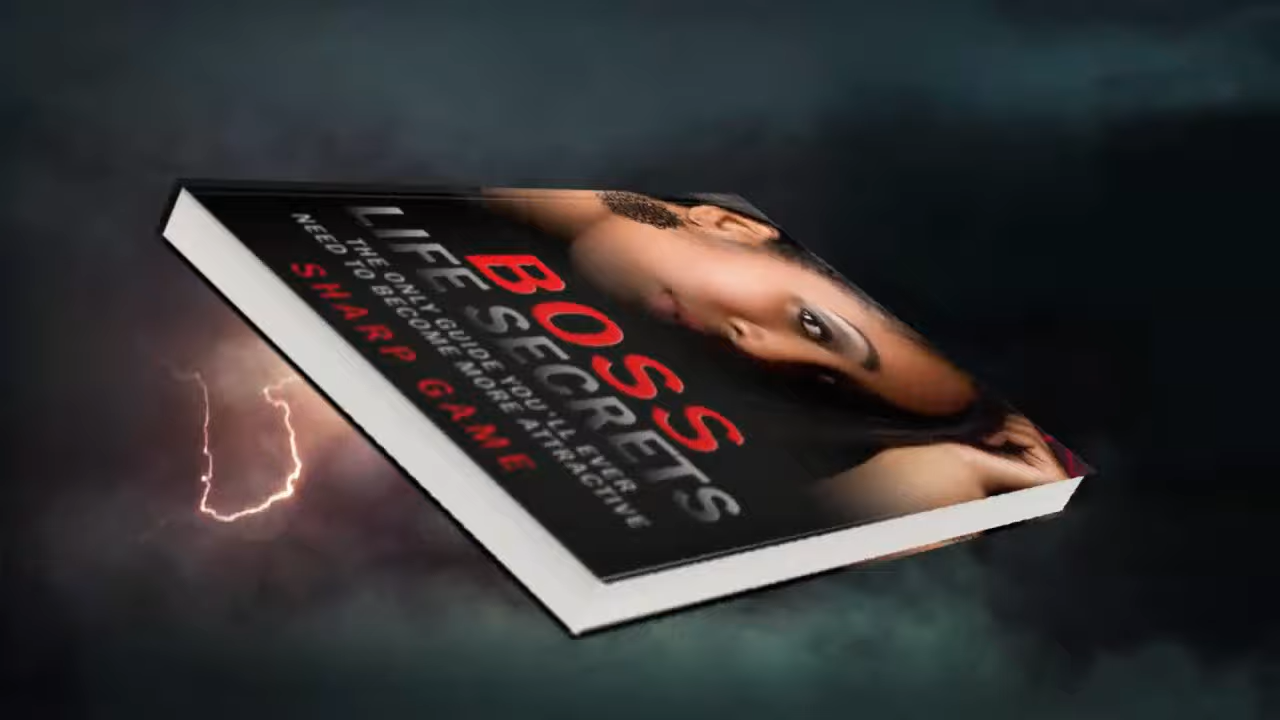 BOSS
LIFE SECRETS
THE ONLY GUIDE YOU'LL EVER
NEED TO BECOME MORE ATTRACTIVE
SHARP GAME